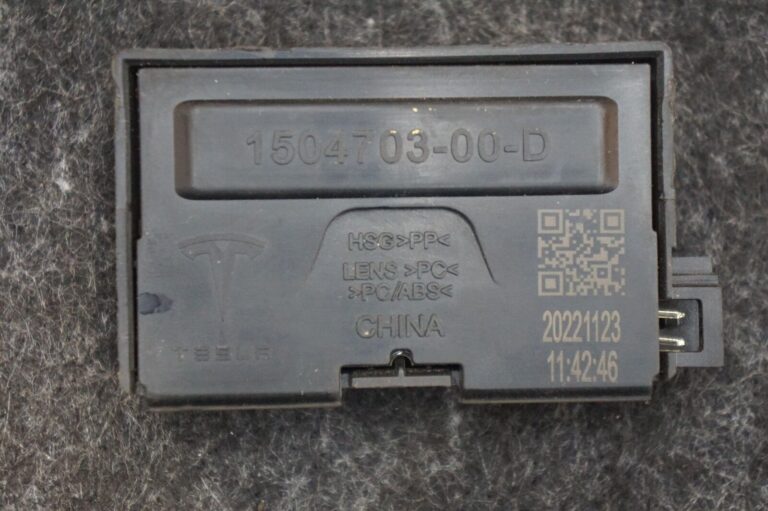 1504703-00-D
HSG>PP<
LENS >PC<
>PC/ABS<
CHINA
TESLA
20221123
11:42:46